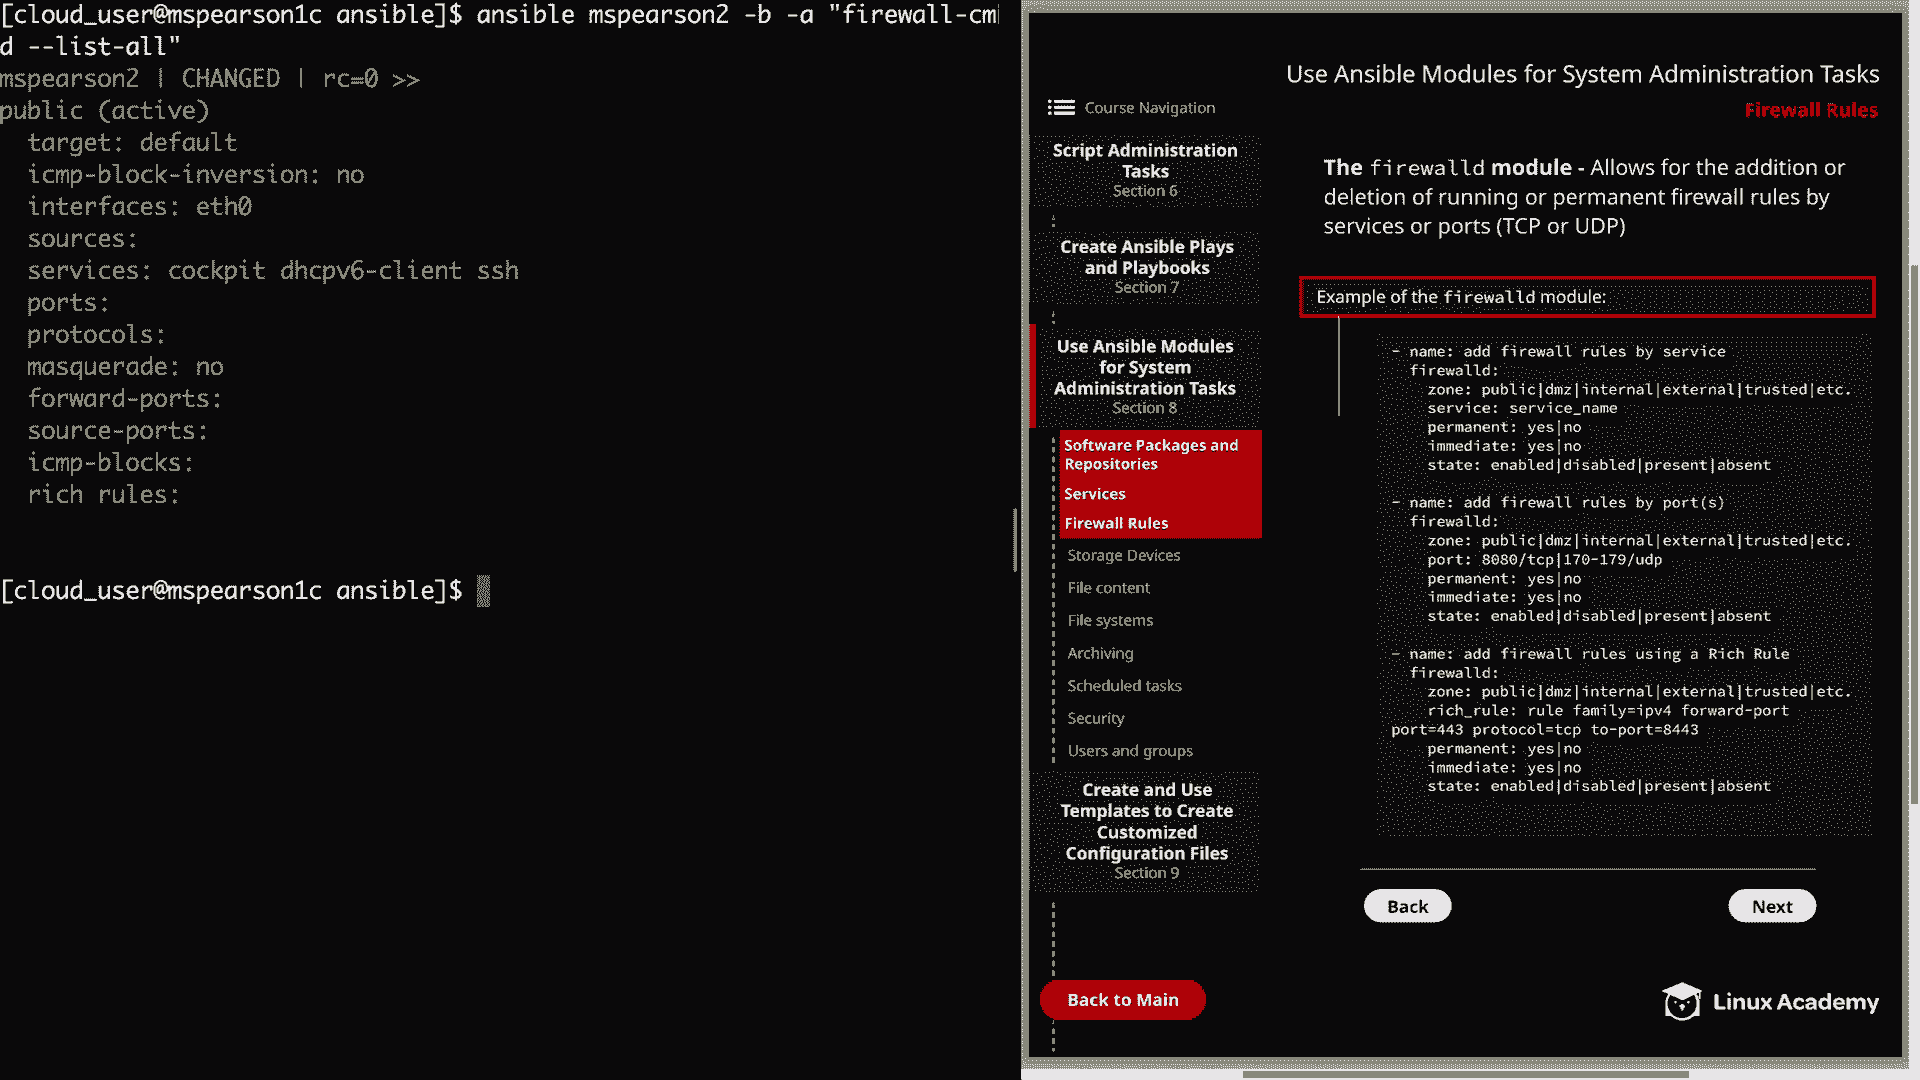 [cloud_user@mspearson1c ansible]$ ansible mspearson2 -b -a "firewall-cm
d --list-all"
mspearson2 | CHANGED | rc=0 >>
public (active)
  target: default
  icmp-block-inversion: no
  interfaces: eth0
  sources:
  services: cockpit dhcpv6-client ssh
  ports:
  protocols:
  masquerade: no
  forward-ports:
  source-ports:
  icmp-blocks:
  rich rules:
[cloud_user@mspearson1c ansible]$
Use Ansible Modules for System Administration Tasks
Firewall Rules
Course Navigation
Script Administration
Tasks
Section 6
Create Ansible Plays
and Playbooks
Section 7
Use Ansible Modules
for System
Administration Tasks
Section 8
Software Packages and
Repositories
Services
Firewall Rules
Storage Devices
File content
File systems
Archiving
Scheduled tasks
Security
Users and groups
Create and Use
Templates to Create
Customized
Configuration Files
Section 9
Back to Main
The firewalld module - Allows for the addition or
deletion of running or permanent firewall rules by
services or ports (TCP or UDP)
Example of the firewalld module:
- name: add firewall rules by service
  firewalld:
    zone: public|dmz|internal|external|trusted|etc.
    service: service_name
    permanent: yes|no
    immediate: yes|no
    state: enabled|disabled|present|absent
- name: add firewall rules by port(s)
  firewalld:
    zone: public|dmz|internal|external|trusted|etc.
    port: 8080/tcp|170-179/udp
    permanent: yes|no
    immediate: yes|no
    state: enabled|disabled|present|absent
- name: add firewall rules using a Rich Rule
  firewalld:
    zone: public|dmz|internal|external|trusted|etc.
    rich_rule: rule family=ipv4 forward-port
port=443 protocol=tcp to-port=8443
    permanent: yes|no
    immediate: yes|no
    state: enabled|disabled|present|absent
Back
Next
Linux Academy